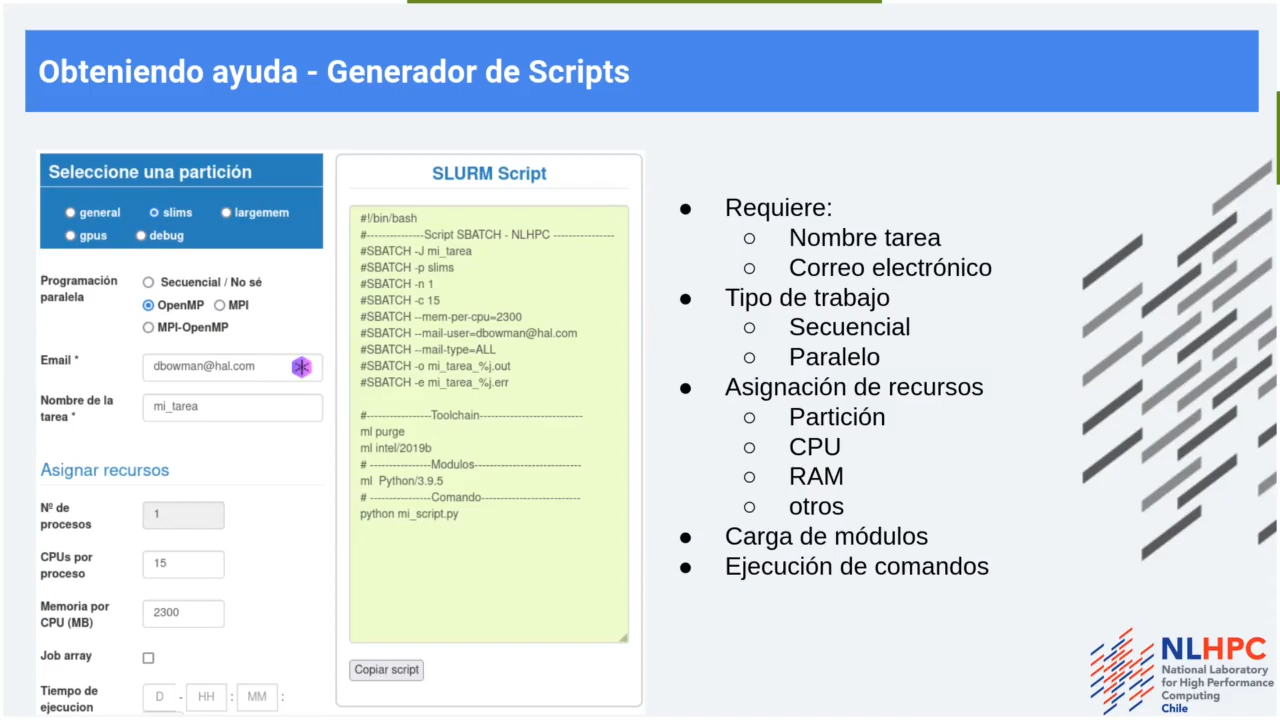 Obteniendo ayuda - Generador de Scripts
Seleccione una partición
general slims largemem
gpus debug
Programación
paralela
Secuencial / No sé
OpenMP MPI
MPI-OpenMP
Email *
dbowman@hal.com
Nombre de la
tarea *
mi_tarea
Asignar recursos
Nº de
procesos
1
CPUs por
proceso
15
Memoria por
CPU (MB)
2300
Job array
Tiempo de
ejecucion
D - HH : MM :
SLURM Script
#!/bin/bash
#---------------Script SBATCH - NLHPC ----------------
#SBATCH -J mi_tarea
#SBATCH -p slims
#SBATCH -n 1
#SBATCH -c 15
#SBATCH --mem-per-cpu=2300
#SBATCH --mail-user=dbowman@hal.com
#SBATCH --mail-type=ALL
#SBATCH -o mi_tarea_%j.out
#SBATCH -e mi_tarea_%j.err
#-----------------Toolchain---------------------------
ml purge
ml intel/2019b
# ----------------Modulos----------------------------
ml  Python/3.9.5
# ----------------Comando--------------------------
python mi_script.py
Copiar script
● Requiere:
○ Nombre tarea
○ Correo electrónico
● Tipo de trabajo
○ Secuencial
○ Paralelo
● Asignación de recursos
○ Partición
○ CPU
○ RAM
○ otros
● Carga de módulos
● Ejecución de comandos
NLHPC
National Laboratory
for High Performance
Computing
Chile